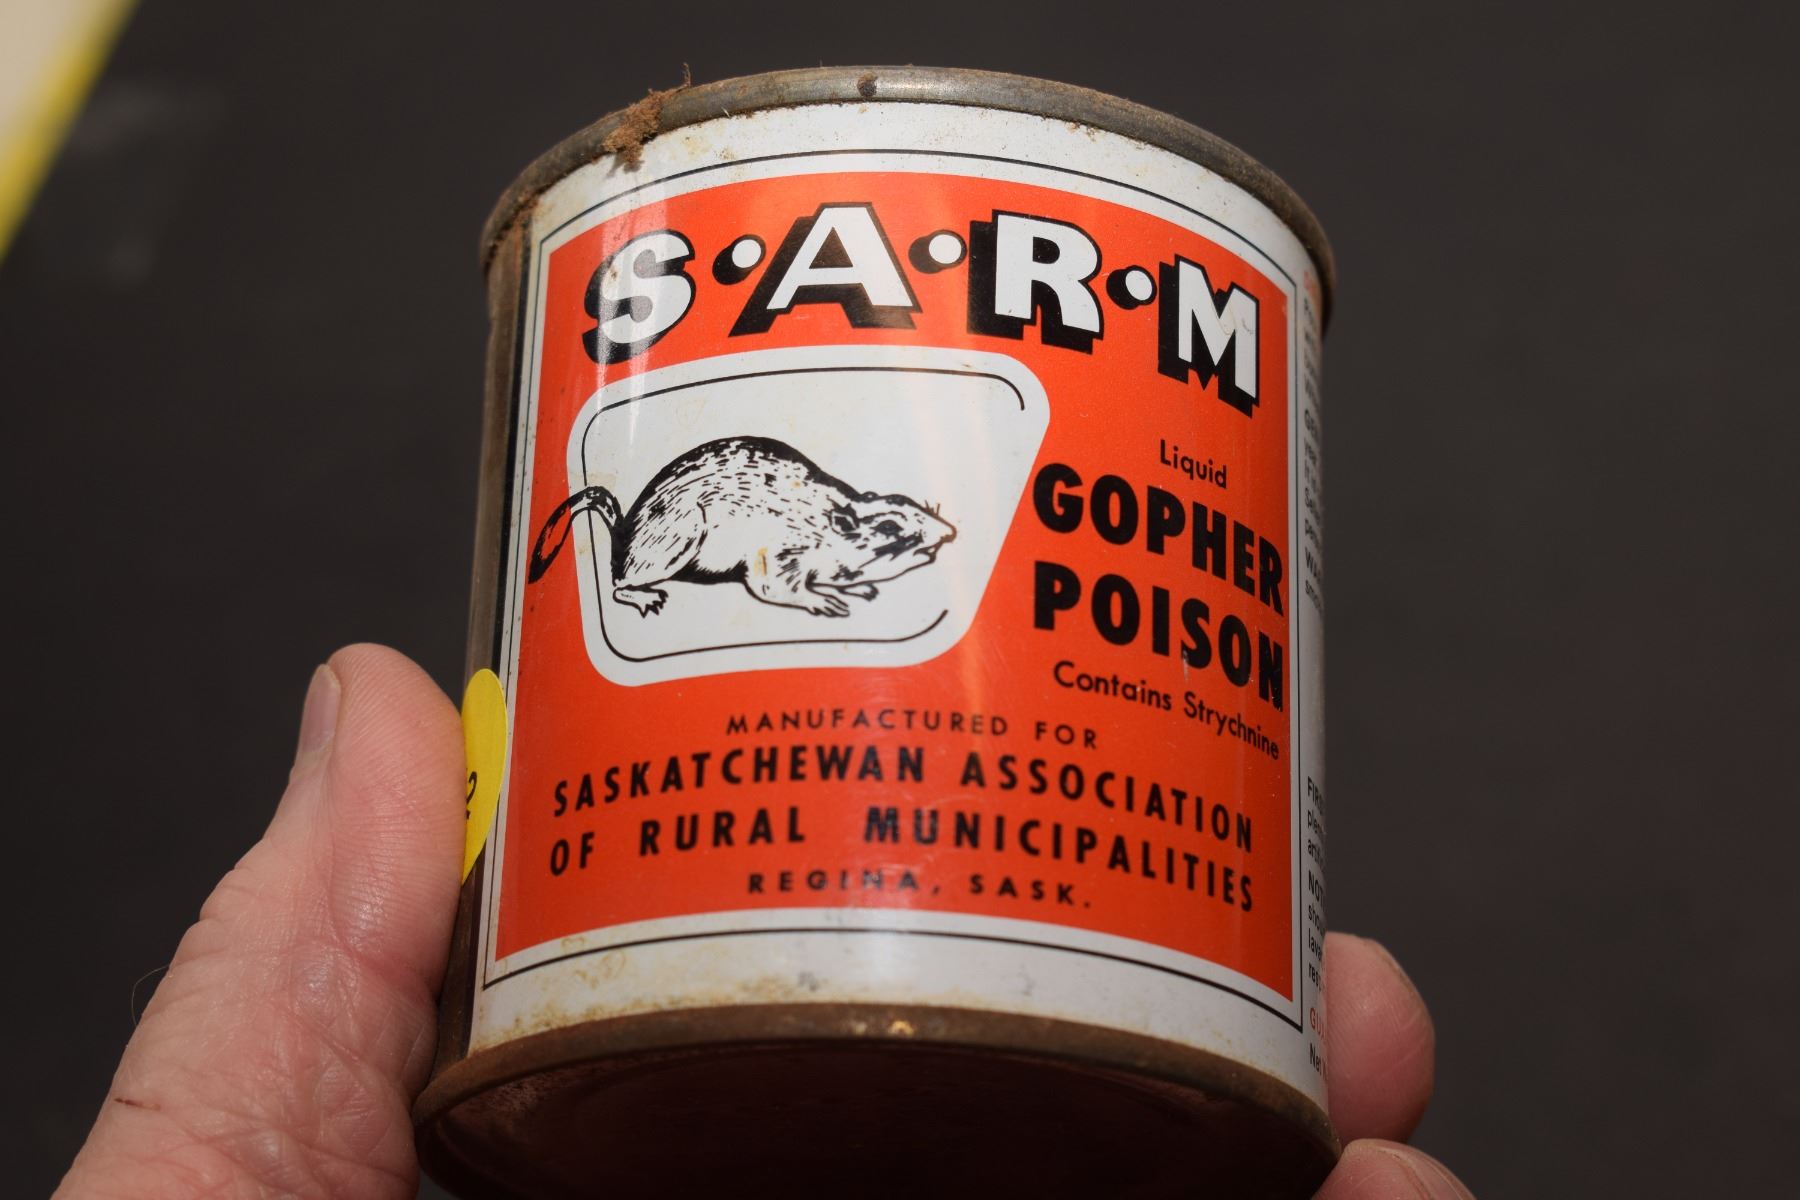 S•A•R•M
Liquid
GOPHER
POISON
Contains Strychnine
MANUFACTURED FOR
SASKATCHEWAN ASSOCIATION
OF RURAL MUNICIPALITIES
REGINA, SASK.